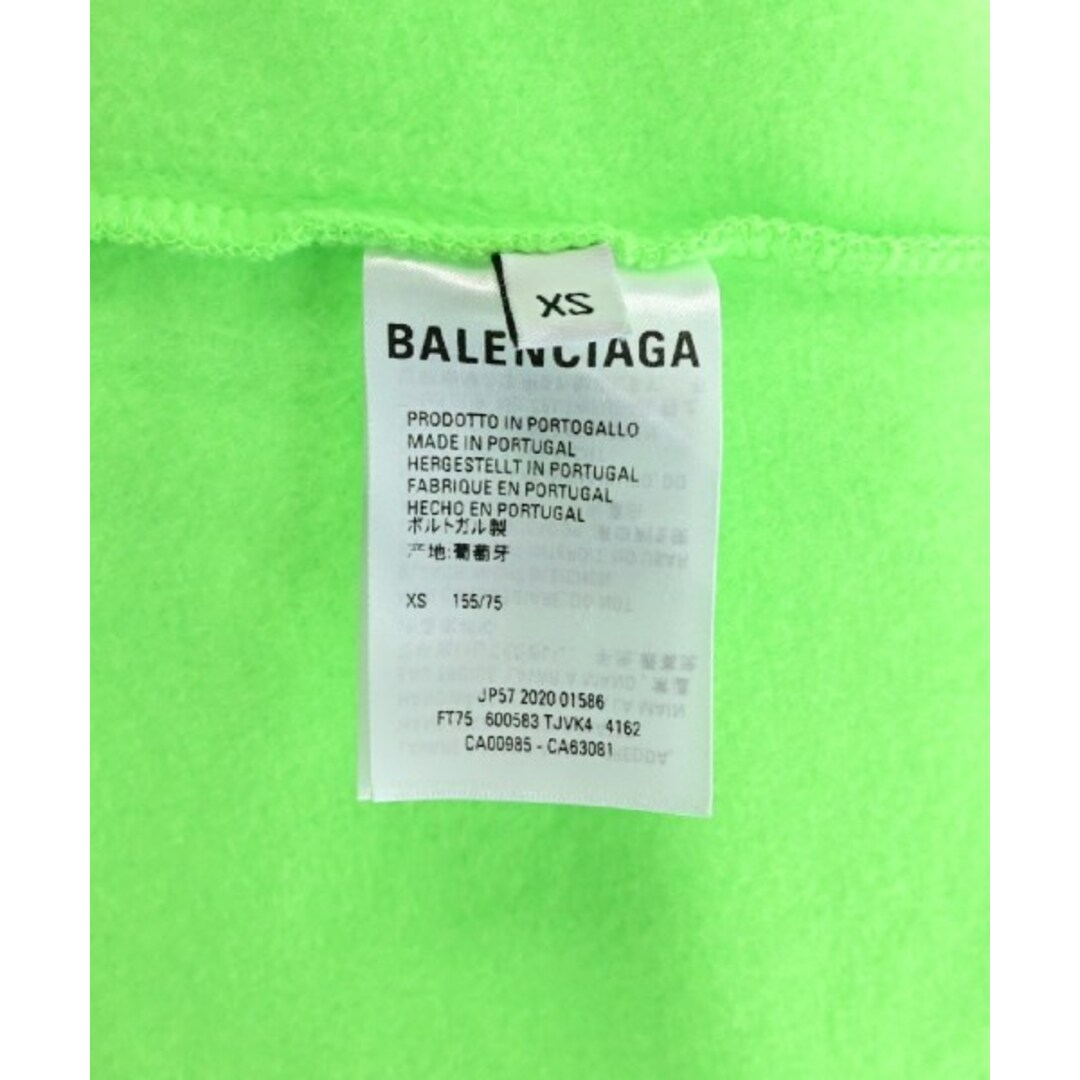 XS
BALENCIAGA
PRODOTTO IN PORTOGALLO
MADE IN PORTUGAL
HERGESTELLT IN PORTUGAL
FABRIQUE EN PORTUGAL
HECHO EN PORTUGAL
ポルトガル製
产地:葡萄牙
XS 155/75
JP57 2020 01586
FT75 600583 TJVK4 4162
CA00985 - CA63081